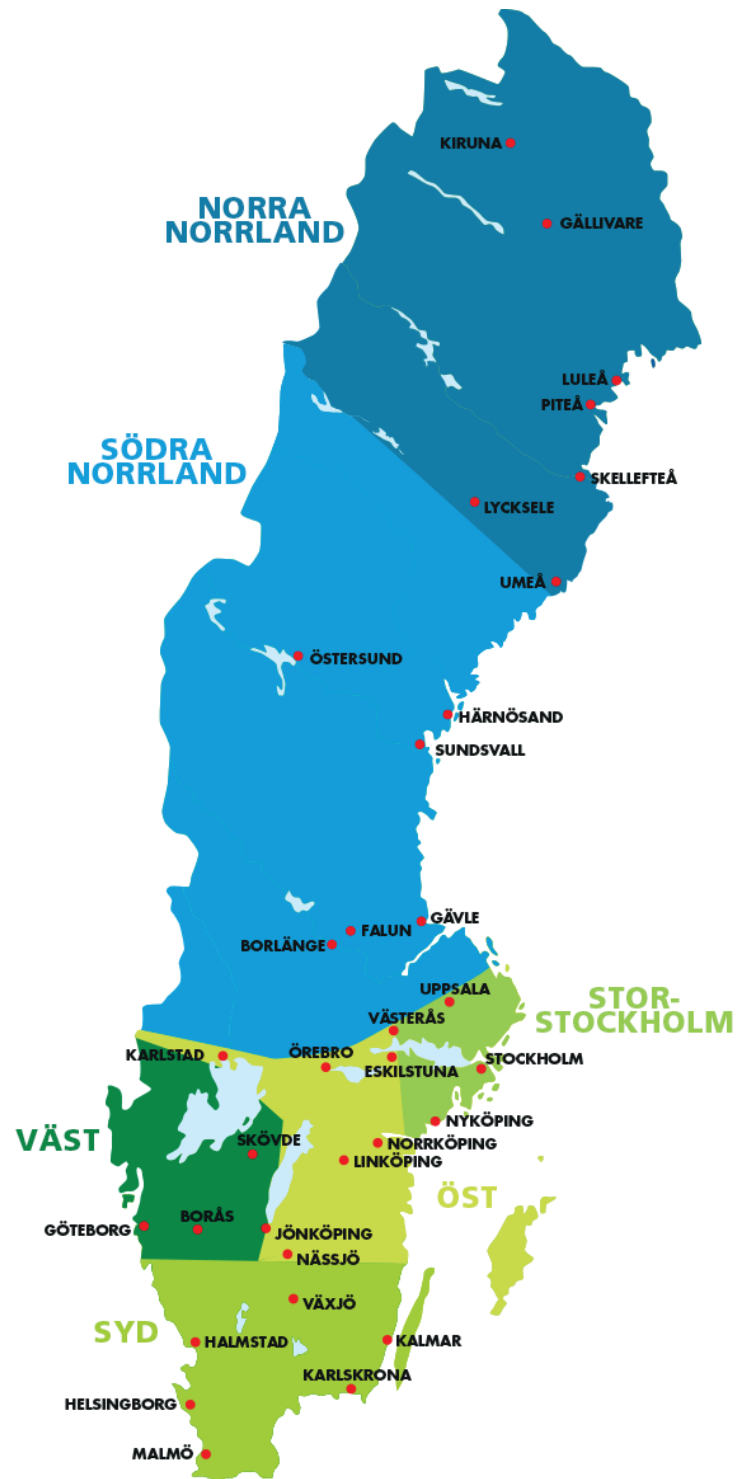 KIRUNA
NORRA
NORRLAND
GÄLLIVARE
LULEÅ
PITEÅ
SÖDRA
NORRLAND
SKELLEFTEÅ
LYCKSELE
UMEÅ
ÖSTERSUND
HÄRNÖSAND
SUNDSVALL
GÄVLE
FALUN
BORLÄNGE
UPPSALA
STOR-
STOCKHOLM
VÄSTERÅS
KARLSTAD
ÖREBRO
ESKILSTUNA
STOCKHOLM
NYKÖPING
VÄST
SKÖVDE
NORRKÖPING
LINKÖPING
ÖST
BORÅS
GÖTEBORG
JÖNKÖPING
NÄSSJÖ
VÄXJÖ
SYD
HALMSTAD
KALMAR
KARLSKRONA
HELSINGBORG
MALMÖ